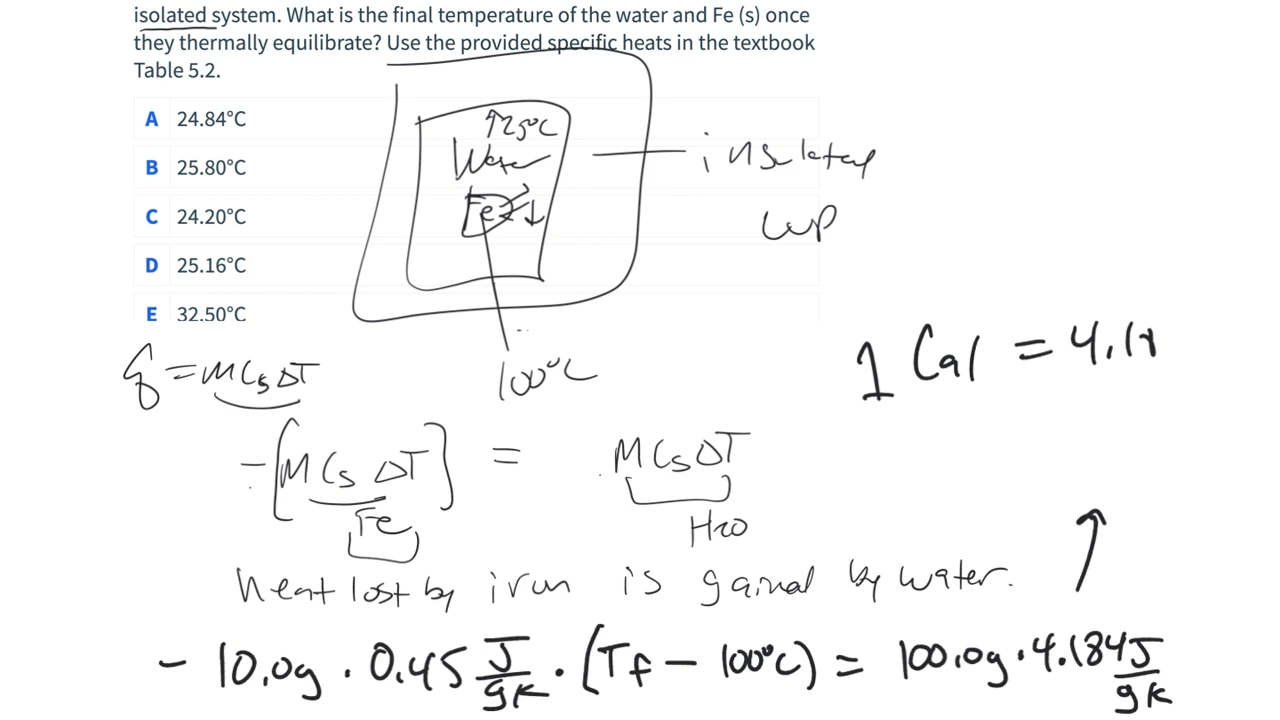 isolated system. What is the final temperature of the water and Fe (s) once
they thermally equilibrate? Use the provided specific heats in the textbook
Table 5.2.
A 24.84°C
B 25.80°C
C 24.20°C
D 25.16°C
E 32.50°C
↑25°C
Water
Fe ↓
100°C
insulated
cup
q = mCsΔT
1 Cal = 4.18
-[MCs ΔT] = MCsΔT
Fe
H2O
heat lost by iron is gained by water.
- 10.0g · 0.45 J/gK · (Tf - 100°C) = 100.0g · 4.184 J/gK